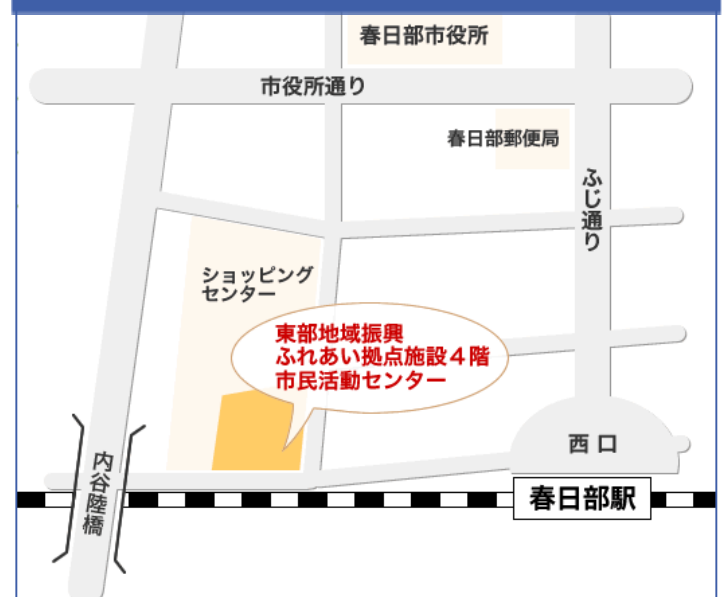 春日部市役所
市役所通り
春日部郵便局
ふじ通り
ショッピング
センター
東部地域振興
ふれあい拠点施設４階
市民活動センター
西口
内谷陸橋
春日部駅